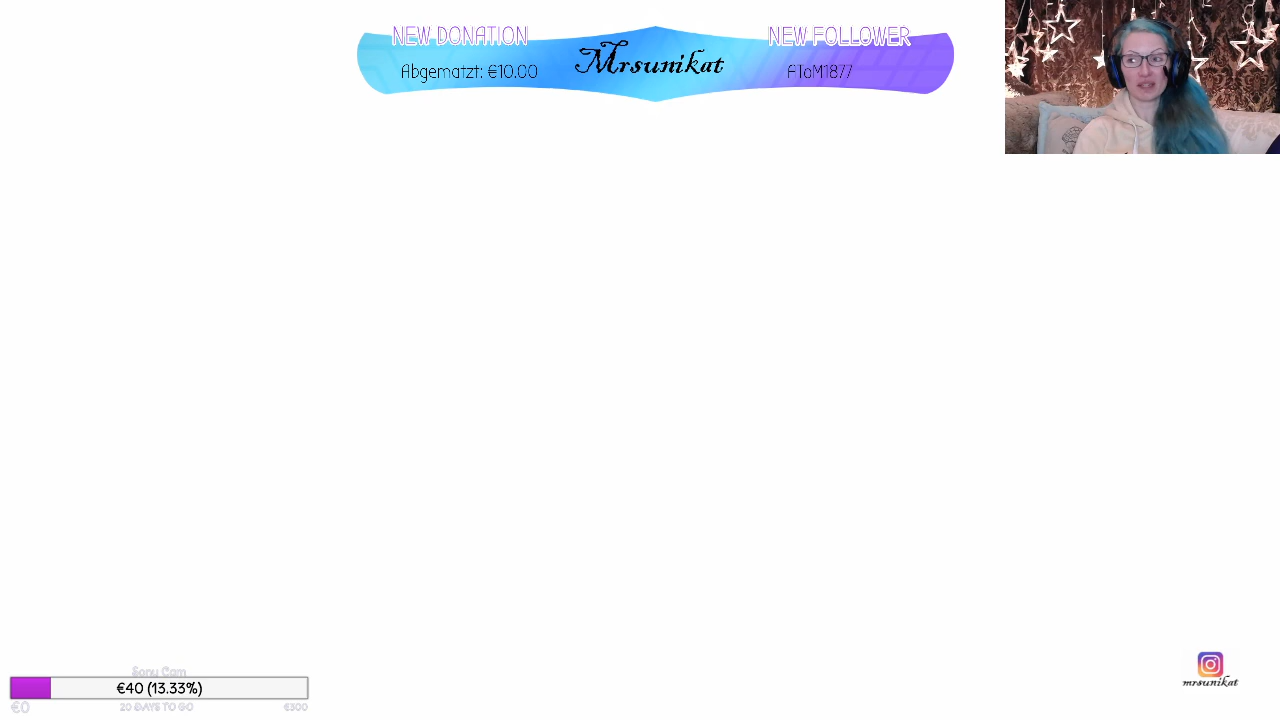 NEW DONATION
NEW FOLLOWER
Abgematzt: €10.00
Mrsunikat
AToM1877
Sony Cam
€40 (13.33%)
€0
20 DAYS TO GO
€300
mrsunikat